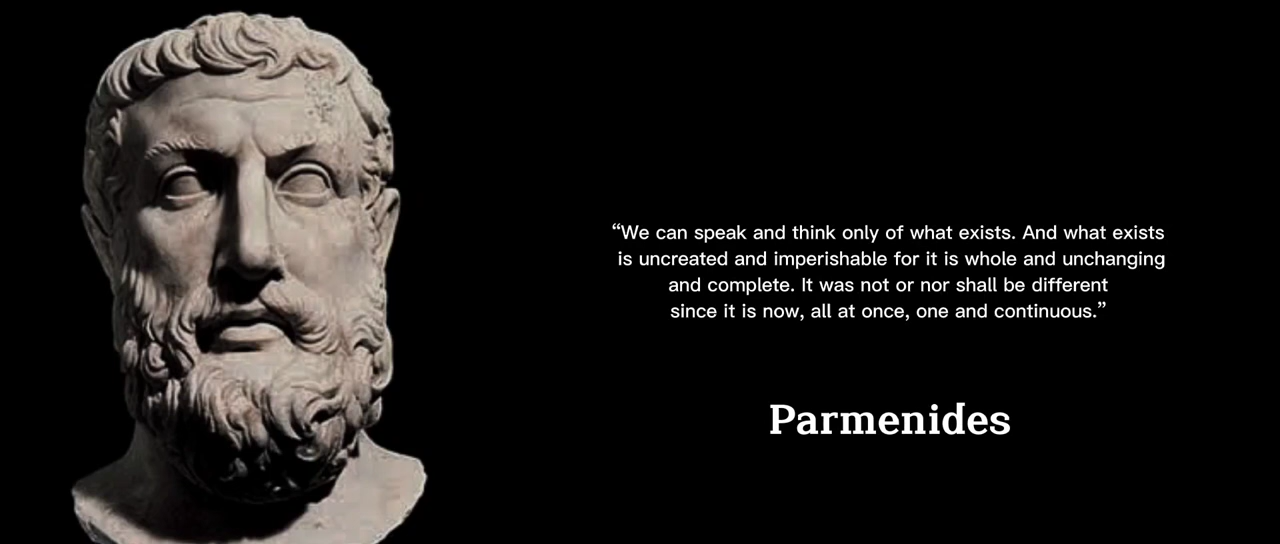 “We can speak and think only of what exists. And what exists
is uncreated and imperishable for it is whole and unchanging
and complete. It was not or nor shall be different
since it is now, all at once, one and continuous.”
Parmenides